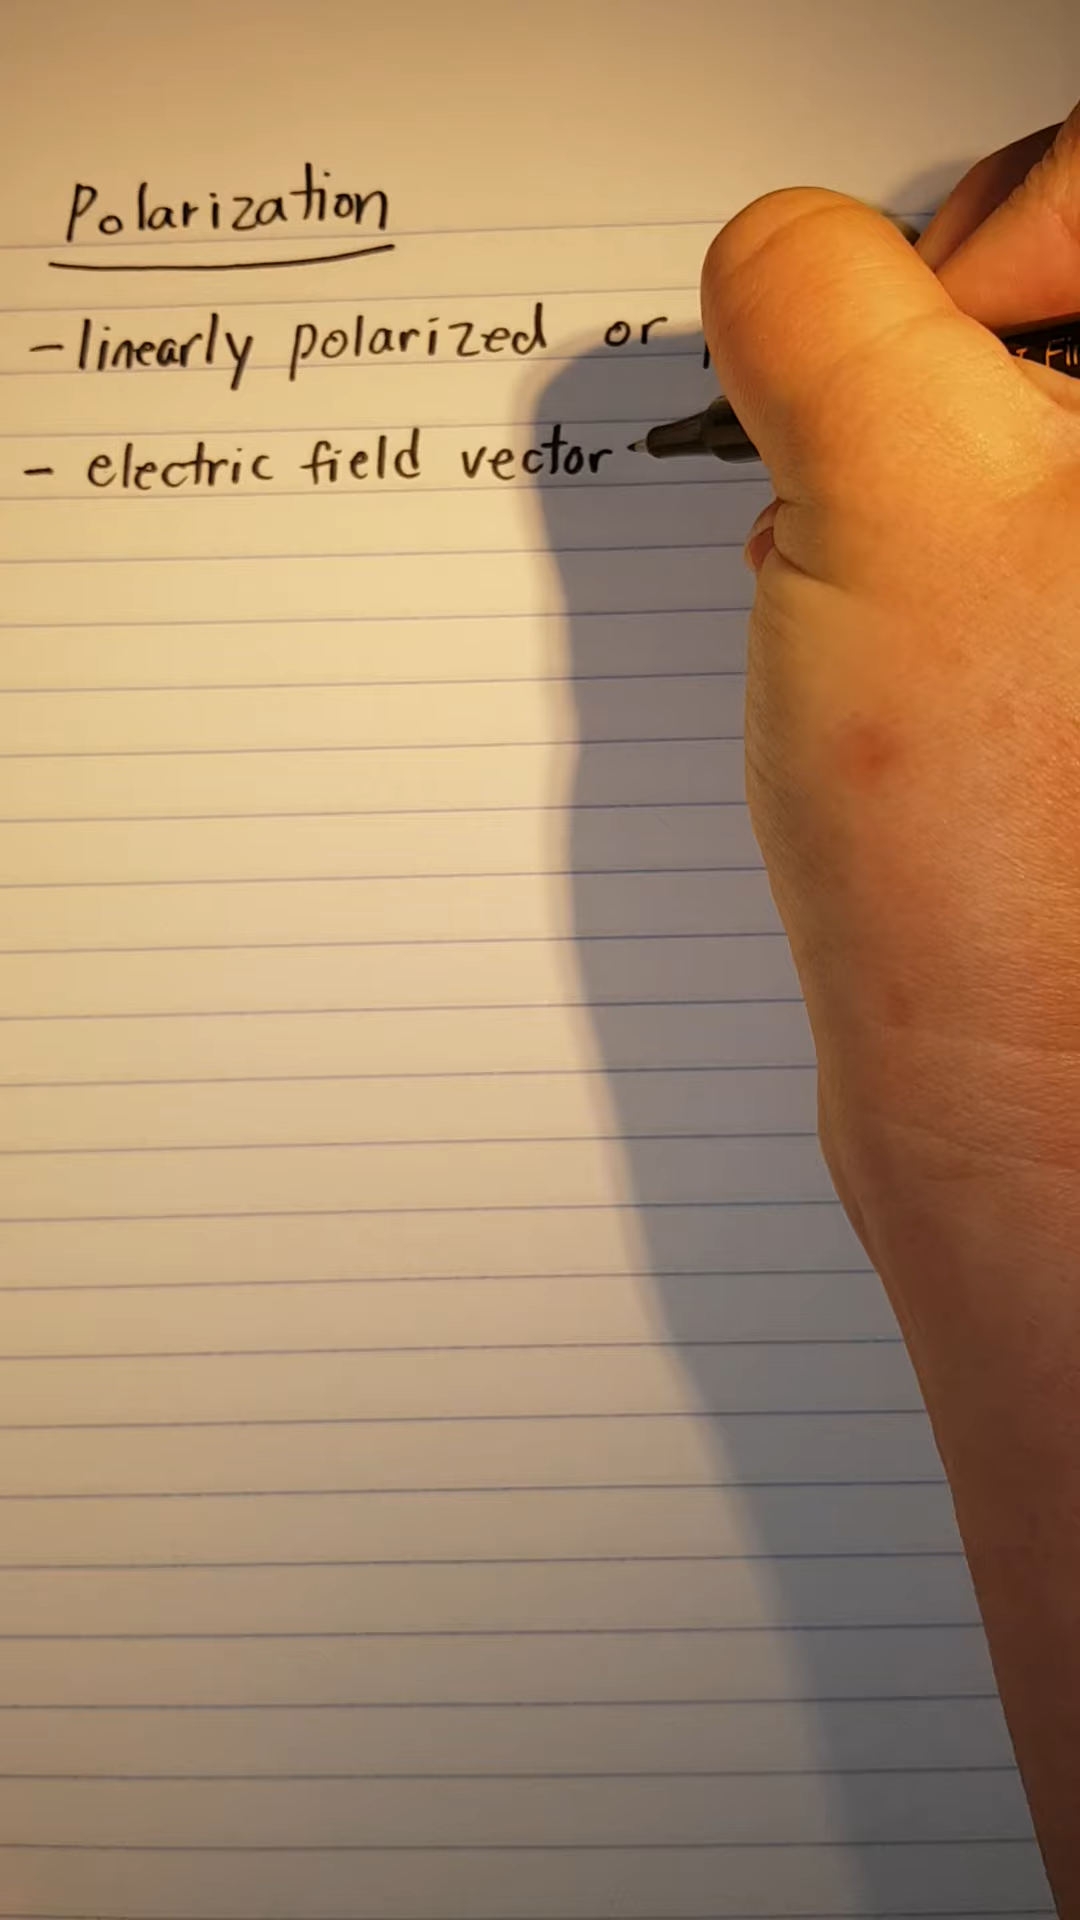 Polarization
- linearly polarized or
- electric field vector